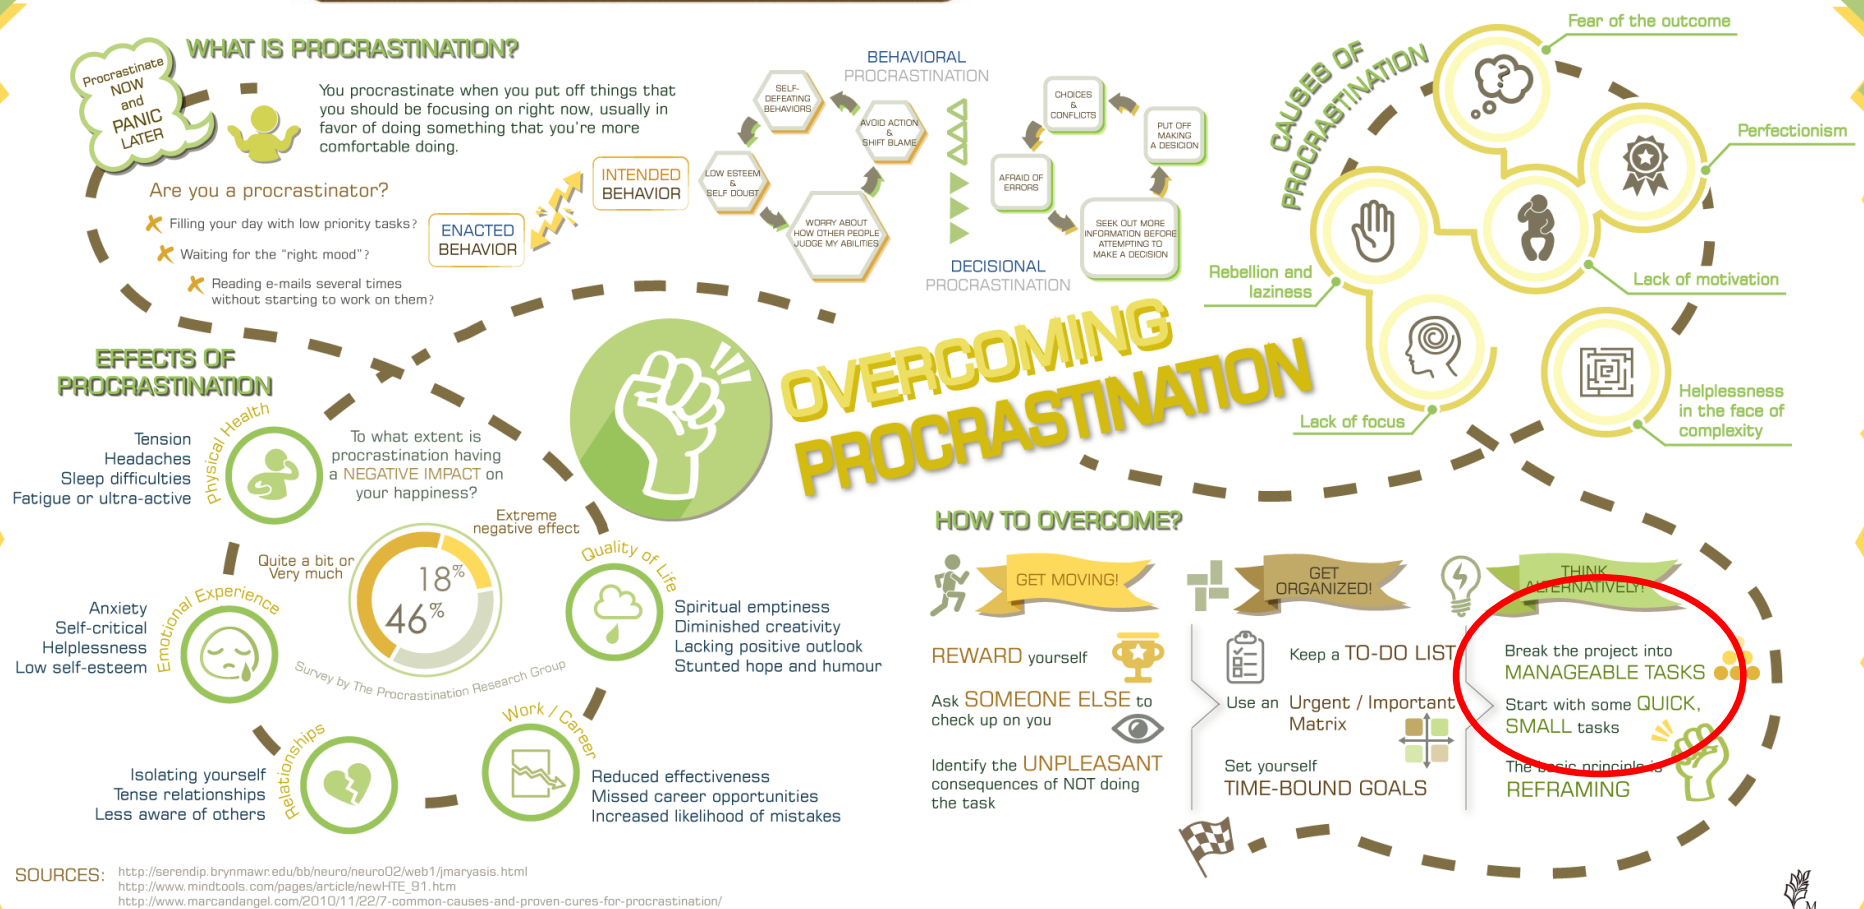 WHAT IS PROCRASTINATION?
Procrastinate
NOW
and
PANIC
LATER
You procrastinate when you put off things that
you should be focusing on right now, usually in
favor of doing something that you're more
comfortable doing.
Are you a procrastinator?
Filling your day with low priority tasks?
Waiting for the "right mood"?
Reading e-mails several times
without starting to work on them?
ENACTED
BEHAVIOR
INTENDED
BEHAVIOR
BEHAVIORAL
PROCRASTINATION
SELF-
DEFEATING
BEHAVIORS
AVOID ACTION
&
SHIFT BLAME
LOW ESTEEM
&
SELF DOUBT
WORRY ABOUT
HOW OTHER PEOPLE
JUDGE MY ABILITIES
CHOICES
&
CONFLICTS
PUT OFF
MAKING
A DESICION
AFRAID OF
ERRORS
SEEK OUT MORE
INFORMATION BEFORE
ATTEMPTING TO
MAKE A DECISION
DECISIONAL
PROCRASTINATION
CAUSES OF
PROCRASTINATION
Fear of the outcome
Perfectionism
Lack of motivation
Rebellion and
laziness
Lack of focus
Helplessness
in the face of
complexity
OVERCOMING
PROCRASTINATION
EFFECTS OF
PROCRASTINATION
Physical Health
Tension
Headaches
Sleep difficulties
Fatigue or ultra-active
To what extent is
procrastination having
a NEGATIVE IMPACT on
your happiness?
Extreme
negative effect
Quite a bit or
Very much
18%
46%
Survey by The Procrastination Research Group
Emotional Experience
Anxiety
Self-critical
Helplessness
Low self-esteem
Quality of Life
Spiritual emptiness
Diminished creativity
Lacking positive outlook
Stunted hope and humour
Relationships
Isolating yourself
Tense relationships
Less aware of others
Work / Career
Reduced effectiveness
Missed career opportunities
Increased likelihood of mistakes
HOW TO OVERCOME?
GET MOVING!
REWARD yourself
Ask SOMEONE ELSE to
check up on you
Identify the UNPLEASANT
consequences of NOT doing
the task
GET
ORGANIZED!
Keep a TO-DO LIST
Use an Urgent / Important
Matrix
Set yourself
TIME-BOUND GOALS
THINK
ALTERNATIVELY!
Break the project into
MANAGEABLE TASKS
Start with some QUICK,
SMALL tasks
The basic principle is
REFRAMING
SOURCES:
http://serendip.brynmawr.edu/bb/neuro/neuro02/web1/jmaryasis.html
http://www.mindtools.com/pages/article/newHTE_91.htm
http://www.marcandangel.com/2010/11/22/7-common-causes-and-proven-cures-for-procrastination/
M